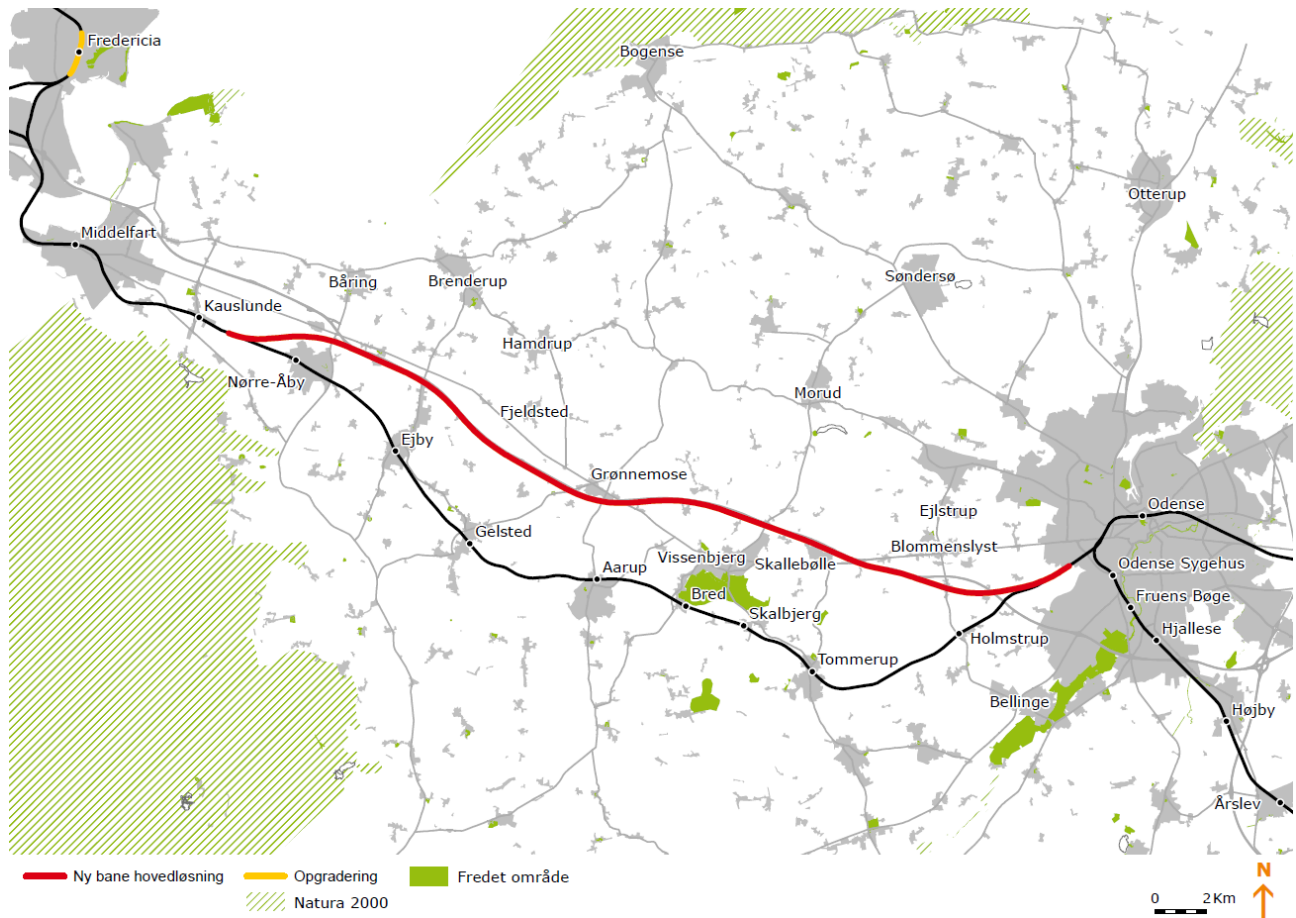 Fredericia
Bogense
Otterup
Middelfart
Båring
Brenderup
Søndersø
Kauslunde
Hamdrup
Nørre-Åby
Morud
Fjeldsted
Ejby
Grønnemose
Odense
Ejlstrup
Gelsted
Blommenslyst
Vissenbjerg
Skallebølle
Aarup
Odense Sygehus
Bred
Fruens Bøge
Skalbjerg
Hjallese
Holmstrup
Tommerup
Bellinge
Højby
Årslev
Ny bane hovedløsning
Opgradering
Fredet område
Natura 2000
N
0 2 Km